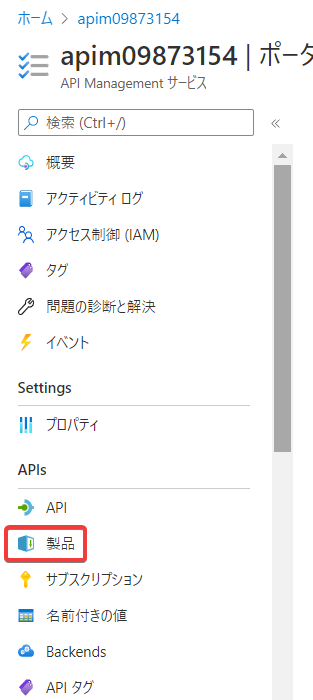 ホーム > apim09873154
apim09873154 | ポータ
API Management サービス
検索 (Ctrl+/)
概要
アクティビティ ログ
アクセス制御 (IAM)
タグ
問題の診断と解決
イベント
Settings
プロパティ
APIs
API
製品
サブスクリプション
名前付きの値
Backends
API タグ